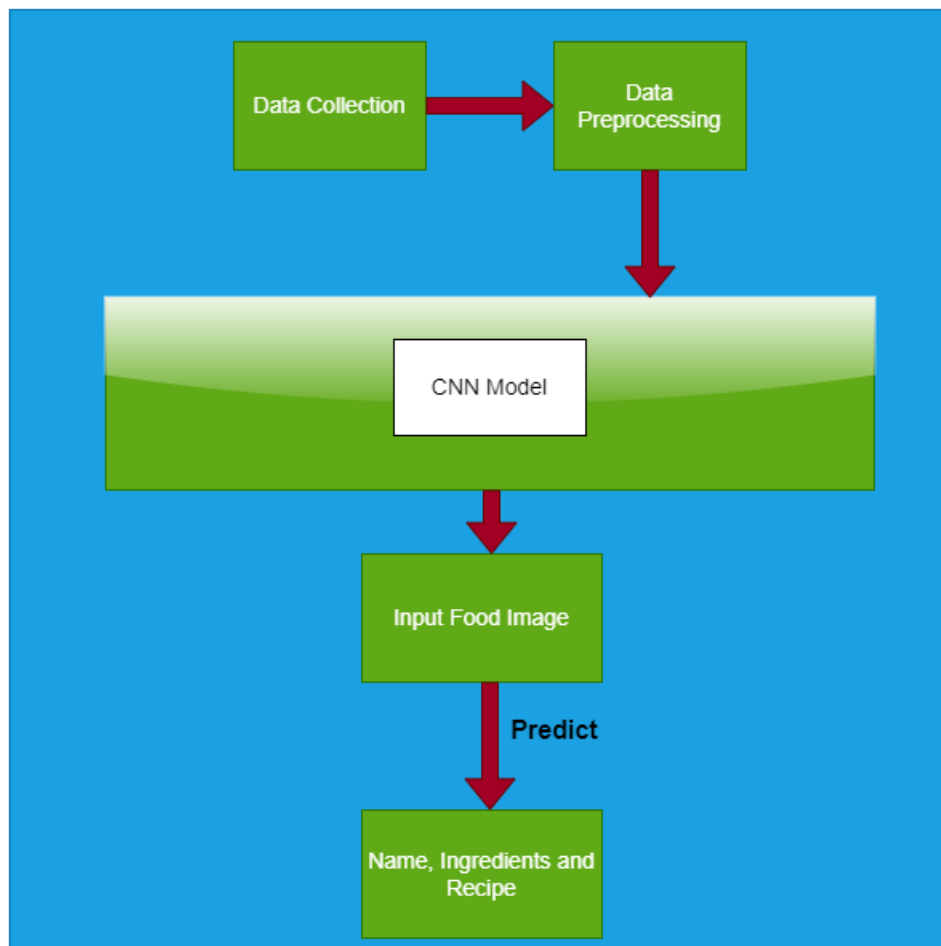 Data Collection
Data
Preprocessing
CNN Model
Input Food Image
Predict
Name, Ingredients and
Recipe